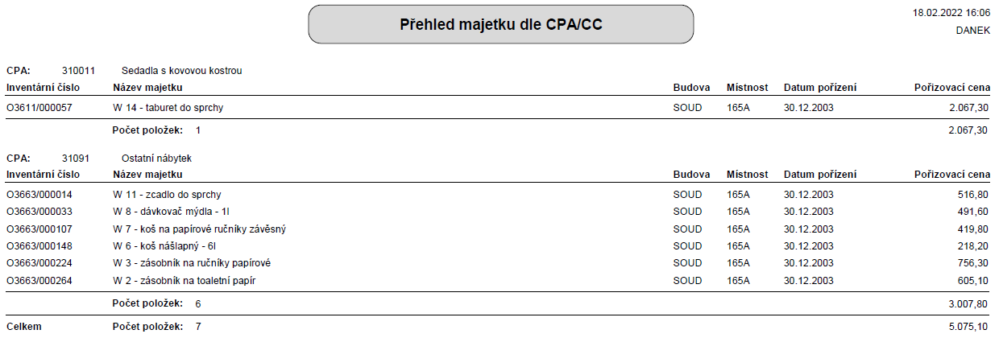 Přehled majetku dle CPA/CC
18.02.2022 16:06
DANEK
CPA: 310011 Sedadla s kovovou kostrou
Inventární číslo Název majetku Budova Místnost Datum pořízení Pořizovací cena
O3611/000057 W 14 - taburet do sprchy SOUD 165A 30.12.2003 2.067,30
Počet položek: 1 2.067,30
CPA: 31091 Ostatní nábytek
Inventární číslo Název majetku Budova Místnost Datum pořízení Pořizovací cena
O3663/000014 W 11 - zcadlo do sprchy SOUD 165A 30.12.2003 516,80
O3663/000033 W 8 - dávkovač mýdla - 1l SOUD 165A 30.12.2003 491,60
O3663/000107 W 7 - koš na papírové ručníky závěsný SOUD 165A 30.12.2003 419,80
O3663/000148 W 6 - koš nášlapný - 6l SOUD 165A 30.12.2003 218,20
O3663/000224 W 3 - zásobník na ručníky papírové SOUD 165A 30.12.2003 756,30
O3663/000264 W 2 - zásobník na toaletní papír SOUD 165A 30.12.2003 605,10
Počet položek: 6 3.007,80
Celkem Počet položek: 7 5.075,10